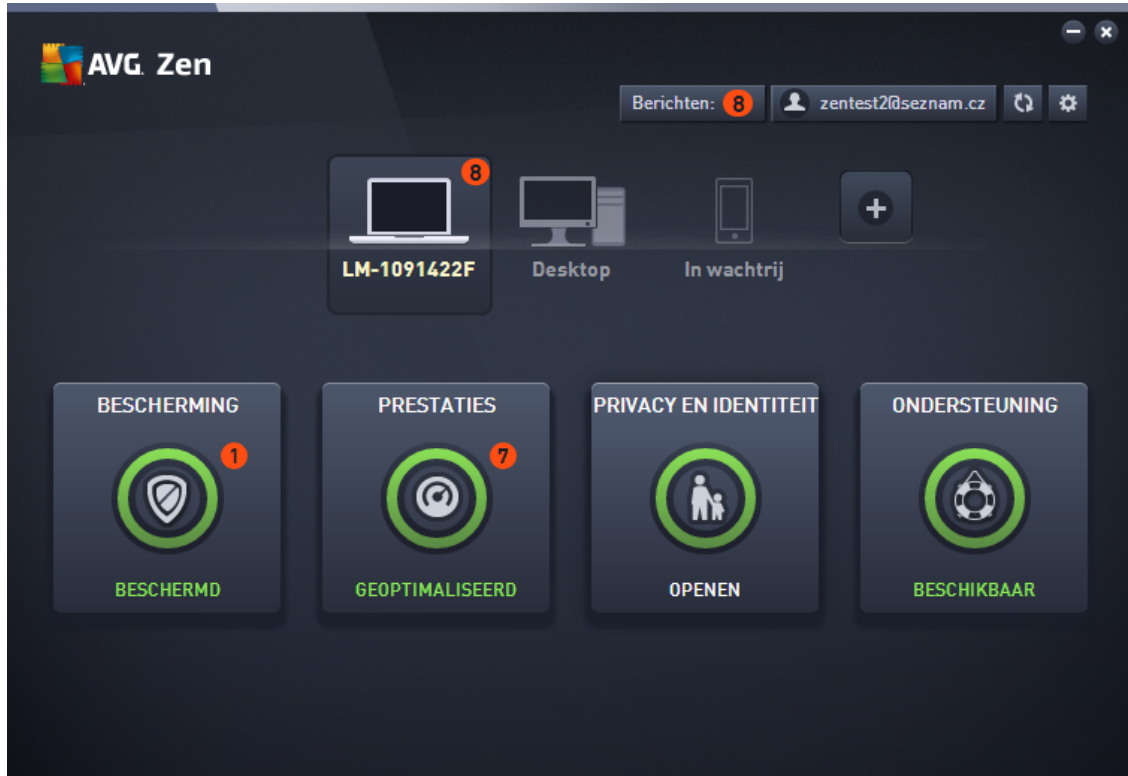 AVG. Zen
Berichten: 8
zentest2@seznam.cz
8
LM-1091422F
Desktop
In wachtrij
BESCHERMING
1
BESCHERMD
PRESTATIES
7
GEOPTIMALISEERD
PRIVACY EN IDENTITEIT
OPENEN
ONDERSTEUNING
BESCHIKBAAR